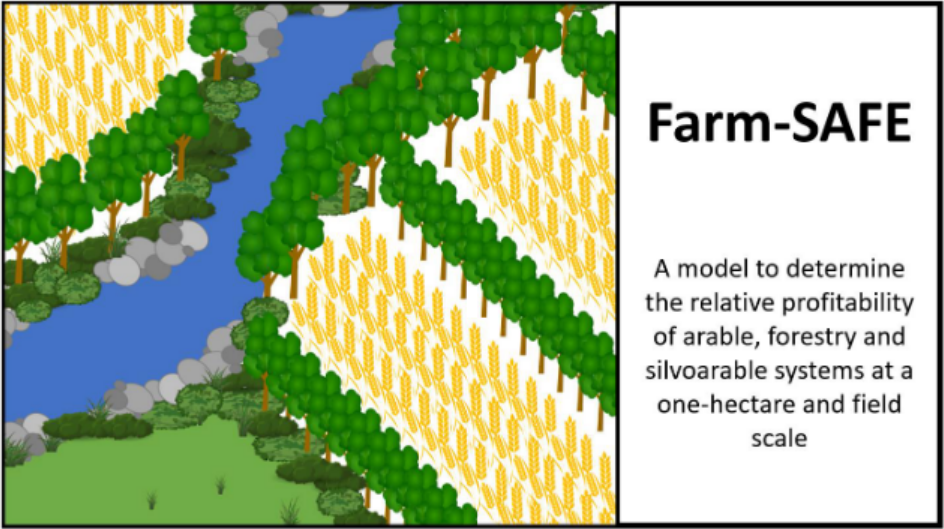 Farm-SAFE
A model to determine
the relative profitability
of arable, forestry and
silvoarable systems at a
one-hectare and field
scale